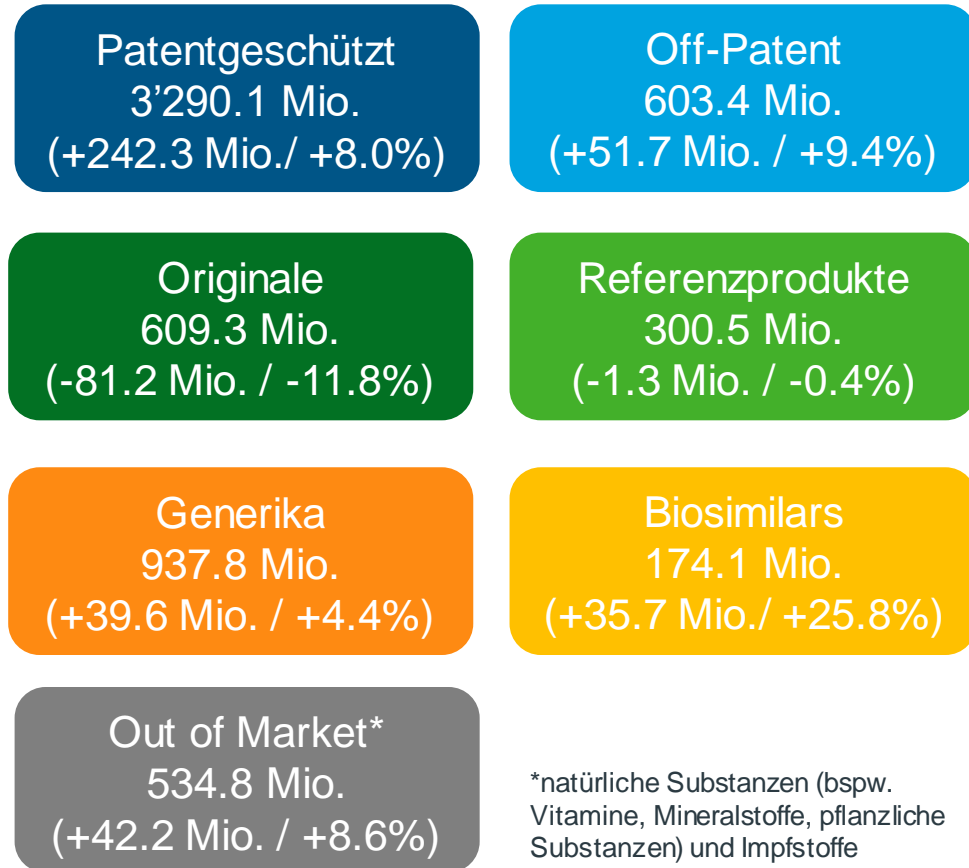 Patentgeschützt
3’290.1 Mio.
(+242.3 Mio./ +8.0%)
Off-Patent
603.4 Mio.
(+51.7 Mio. / +9.4%)
Originale
609.3 Mio.
(-81.2 Mio. / -11.8%)
Referenzprodukte
300.5 Mio.
(-1.3 Mio. / -0.4%)
Generika
937.8 Mio.
(+39.6 Mio. / +4.4%)
Biosimilars
174.1 Mio.
(+35.7 Mio./ +25.8%)
Out of Market*
534.8 Mio.
(+42.2 Mio. / +8.6%)
*natürliche Substanzen (bspw.
Vitamine, Mineralstoffe, pflanzliche
Substanzen) und Impfstoffe